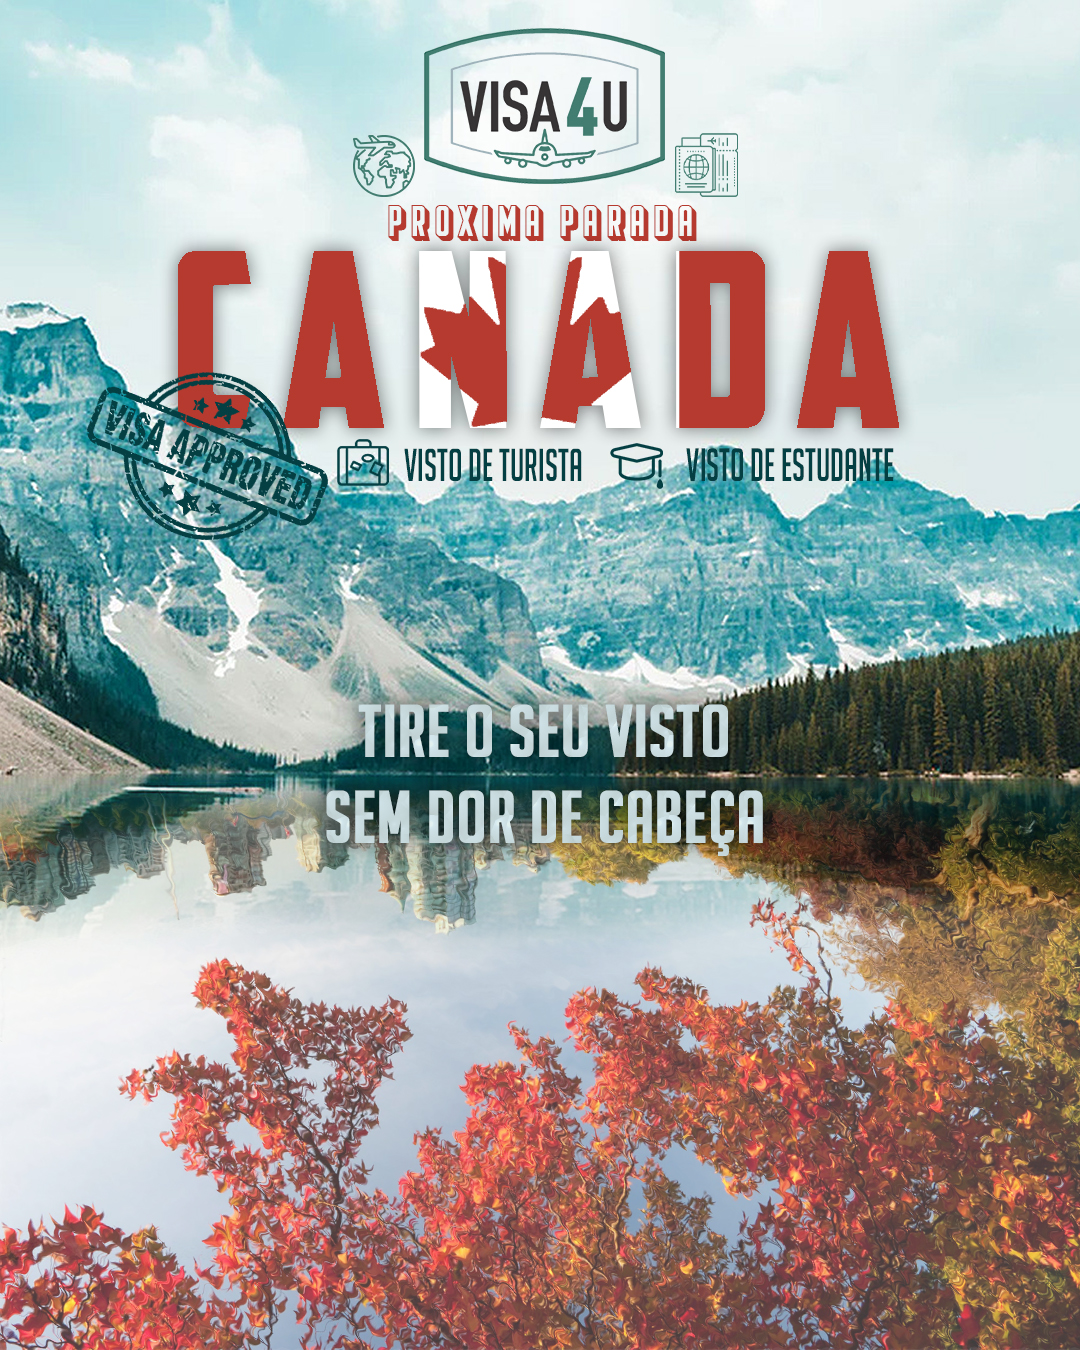 VISA4U
PROXIMA PARADA
CANADA
VISA APPROVED
VISTO DE TURISTA
VISTO DE ESTUDANTE
TIRE O SEU VISTO
SEM DOR DE CABEÇA